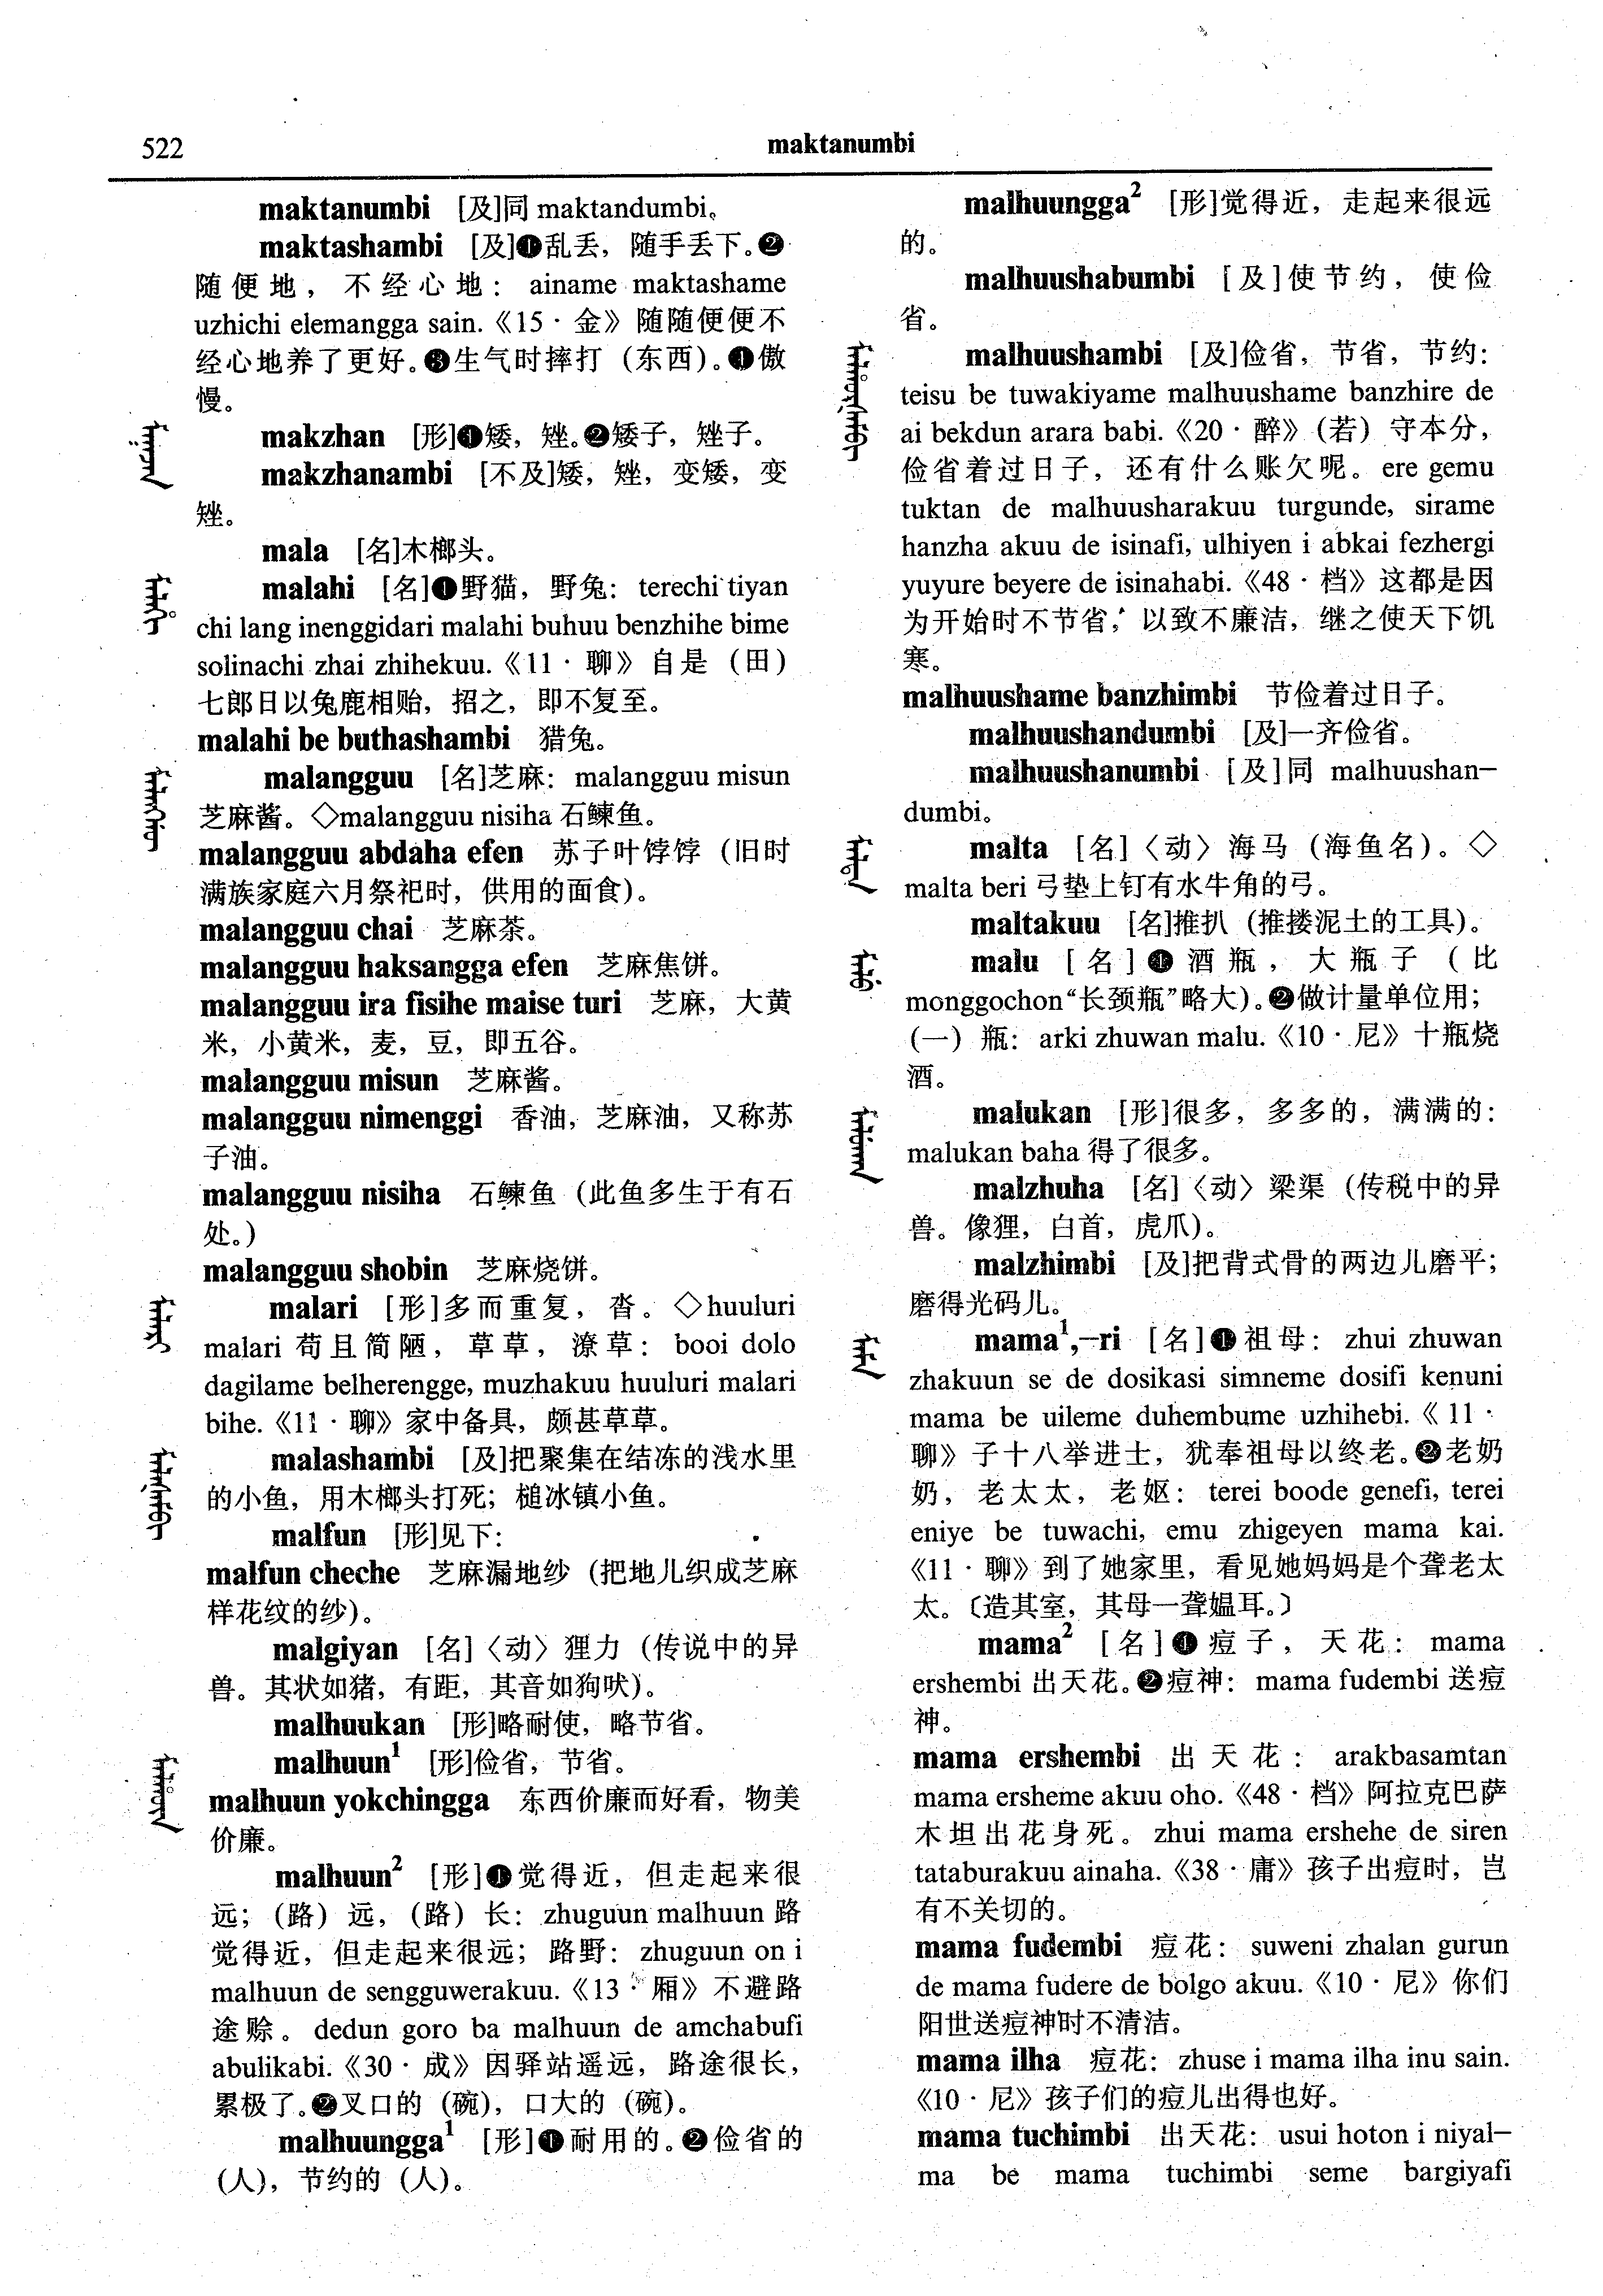 522
maktanumbi
maktanumbi [及]同 maktandumbi。
maktashambi [及]❶乱丢，随手丢下。❷
随便地，不经心地：ainame maktashame
uzhichi elemangga sain.《15·金》随随便便不
经心地养了更好。❸生气时摔打（东西）。❹傲
慢。
makzhan [形]❶矮，矬。❷矮子，矬子。
makzhanambi [不及]矮，矬，变矮，变
矬。
mala [名]木榔头。
malahi [名]❶野猫，野兔：terechi tiyan
chi lang inenggidari malahi buhuu benzhihe bime
solinachi zhai zhihekuu.《11·聊》自是（田）
七郎日以兔鹿相贻，招之，即不复至。
malahi be buthashambi 猎兔。
malangguu [名]芝麻：malangguu misun
芝麻酱。◇malangguu nisiha 石鰊鱼。
malangguu abdaha efen 苏子叶饽饽（旧时
满族家庭六月祭祀时，供用的面食）。
malangguu chai 芝麻茶。
malangguu haksangga efen 芝麻焦饼。
malangguu ira fisihe maise turi 芝麻，大黄
米，小黄米，麦，豆，即五谷。
malangguu misun 芝麻酱。
malangguu nimenggi 香油，芝麻油，又称苏
子油。
malangguu nisiha 石鰊鱼（此鱼多生于有石
处。）
malangguu shobin 芝麻烧饼。
malari [形]多而重复，沓。◇huuluri
malari 苟且简陋，草草，潦草：booi dolo
dagilame belherengge, muzhakuu huuluri malari
bihe.《11·聊》家中备具，颇甚草草。
malashambi [及]把聚集在结冻的浅水里
的小鱼，用木榔头打死；槌冰镇小鱼。
malfun [形]见下：
malfun cheche 芝麻漏地纱（把地儿织成芝麻
样花纹的纱）。
malgiyan [名]〈动〉狸力（传说中的异
兽。其状如猪，有距，其音如狗吠）。
malhuukan [形]略耐使，略节省。
malhuun¹ [形]俭省，节省。
malhuun yokchingga 东西价廉而好看，物美
价廉。
malhuun² [形]❶觉得近，但走起来很
远；（路）远，（路）长：zhuguun malhuun 路
觉得近，但走起来很远；路野：zhuguun on i
malhuun de sengguwerakuu.《13·厢》不避路
途赊。dedun goro ba malhuun de amchabufi
abulikabi.《30·成》因驿站遥远，路途很长，
累极了。❷叉口的（碗），口大的（碗）。
malhuungga¹ [形]❶耐用的。❷俭省的
（人），节约的（人）。
malhuungga² [形]觉得近，走起来很远
的。
malhuushabumbi [及]使节约，使俭
省。
malhuushambi [及]俭省，节省，节约：
teisu be tuwakiyame malhuushame banzhire de
ai bekdun arara babi.《20·醉》（若）守本分，
俭省着过日子，还有什么账欠呢。ere gemu
tuktan de malhuusharakuu turgunde, sirame
hanzha akuu de isinafi, ulhiyen i abkai fezhergi
yuyure beyere de isinahabi.《48·档》这都是因
为开始时不节省，以致不廉洁，继之使天下饥
寒。
malhuushame banzhimbi 节俭着过日子。
malhuushandumbi [及]一齐俭省。
malhuushanumbi [及]同 malhuushan–
dumbi。
malta [名]〈动〉海马（海鱼名）。◇
malta beri 弓垫上钉有水牛角的弓。
maltakuu [名]推扒（推搂泥土的工具）。
malu [名]❶酒瓶，大瓶子（比
monggochon“长颈瓶”略大）。❷做计量单位用；
（一）瓶：arki zhuwan malu.《10·尼》十瓶烧
酒。
malukan [形]很多，多多的，满满的：
malukan baha 得了很多。
malzhuha [名]〈动〉梁渠（传税中的异
兽。像狸，白首，虎爪）。
malzhimbi [及]把背式骨的两边儿磨平；
磨得光码儿。
mama¹,–ri [名]❶祖母：zhui zhuwan
zhakuun se de dosikasi simneme dosifi kenuni
mama be uileme duhembume uzhihebi.《11·
聊》子十八举进士，犹奉祖母以终老。❷老奶
奶，老太太，老妪：terei boode genefi, terei
eniye be tuwachi, emu zhigeyen mama kai.
《11·聊》到了她家里，看见她妈妈是个聋老太
太。〔造其室，其母一聋媪耳。〕
mama² [名]❶痘子，天花：mama
ershembi 出天花。❷痘神：mama fudembi 送痘
神。
mama ershembi 出天花：arakbasamtan
mama ersheme akuu oho.《48·档》阿拉克巴萨
木坦出花身死。zhui mama ershehe de siren
tataburakuu ainaha.《38·庸》孩子出痘时，岂
有不关切的。
mama fudembi 痘花：suweni zhalan gurun
de mama fudere de bolgo akuu.《10·尼》你们
阳世送痘神时不清洁。
mama ilha 痘花：zhuse i mama ilha inu sain.
《10·尼》孩子们的痘儿出得也好。
mama tuchimbi 出天花：usui hoton i niyal–
ma be mama tuchimbi seme bargiyafi